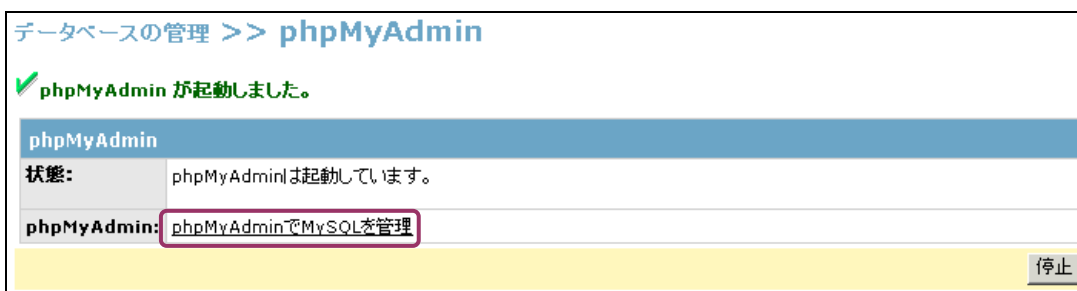 データベースの管理 >> phpMyAdmin
phpMyAdmin が起動しました。
phpMyAdmin
状態: phpMyAdminは起動しています。
phpMyAdmin: phpMyAdminでMySQLを管理
停止